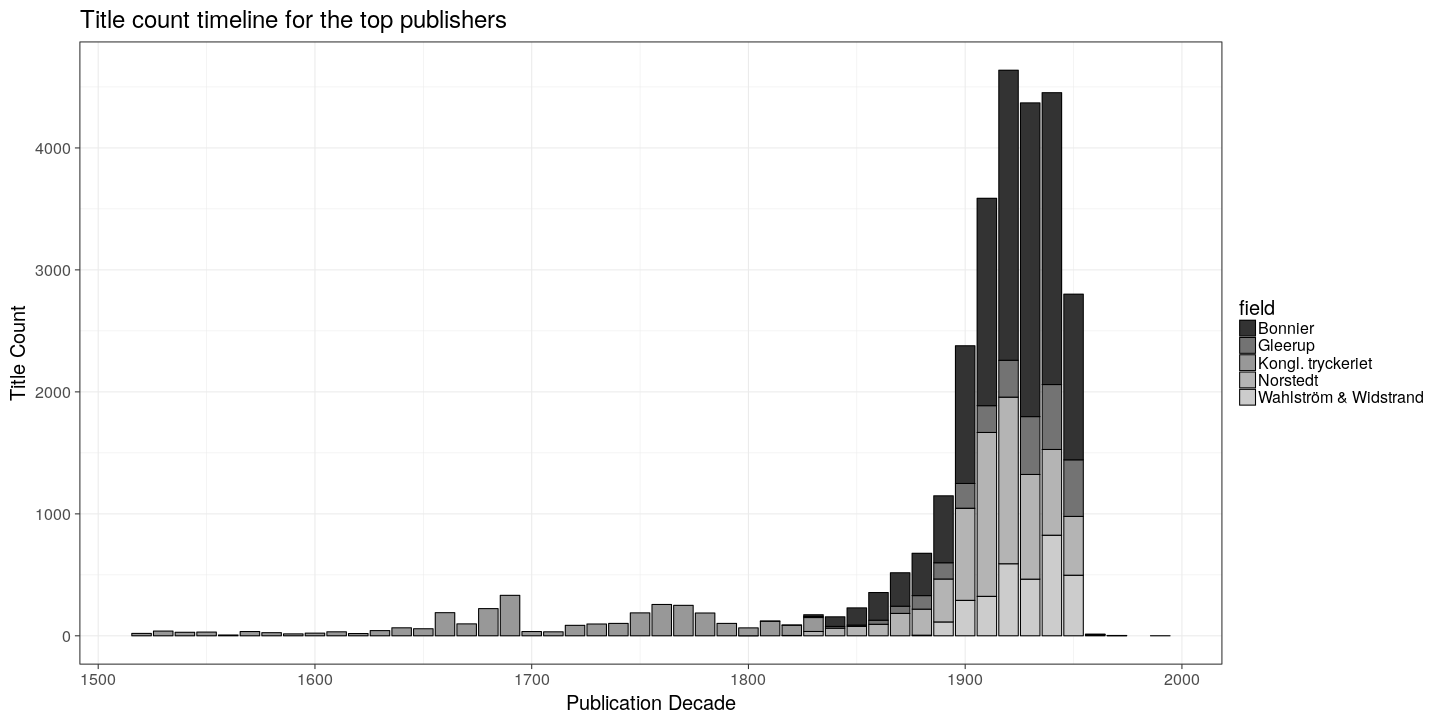 Title count timeline for the top publishers
Title Count
4000
3000
2000
1000
0
1500 1600 1700 1800 1900 2000
Publication Decade
field
Bonnier
Gleerup
Kongl. tryckeriet
Norstedt
Wahlström & Widstrand